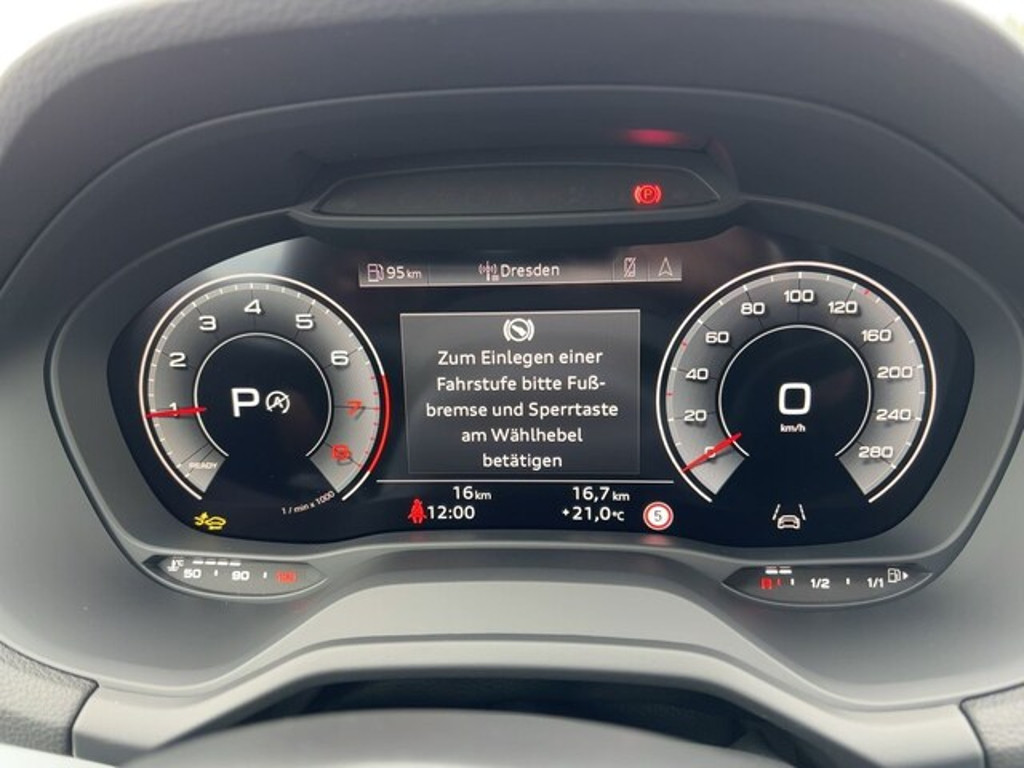 P
95 km
Dresden
1
2
3
4
5
6
7
8
READY
1 / min x 1000
P
Zum Einlegen einer
Fahrstufe bitte Fuß-
bremse und Sperrtaste
am Wählhebel
betätigen
16 km
16,7 km
12:00
+21,0 °C
5
0
20
40
60
80
100
120
160
200
240
280
0
km/h
°C
50
90
130
1/2
1/1